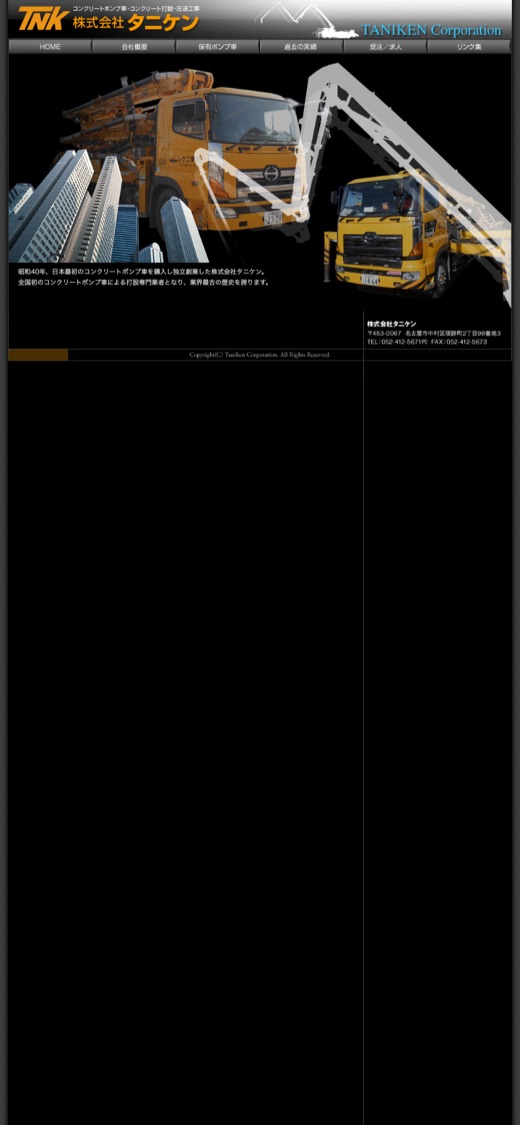 TNK
コンクリートポンプ車・コンクリート打設・圧送工事
株式会社タニケン
TANIKEN Corporation
HOME
会社概要
保有ポンプ車
過去の実績
受注／求人
リンク集
昭和40年、日本最初のコンクリートポンプ車を購入し独立創業した株式会社タニケン。
全国初のコンクリートポンプ車による打設専門業者となり、業界最古の歴史を誇ります。
株式会社タニケン
〒453-0067 名古屋市中村区宿跡町2丁目98番地3
TEL：052-412-5671㈹ FAX：052-412-5673
Copyright(C) Taniken Corporation. All Rights Reserved.